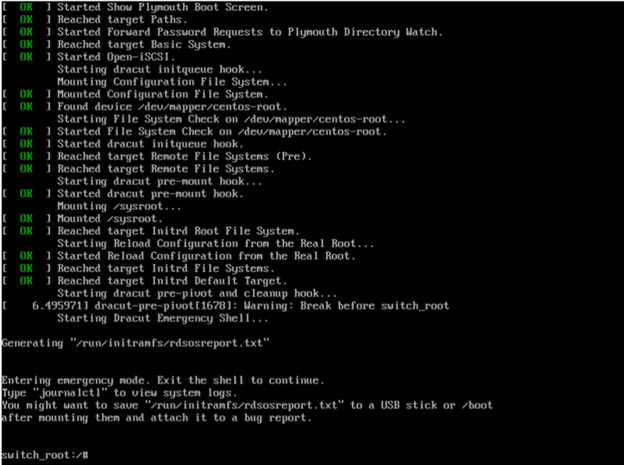 [  OK  ] Started Show Plymouth Boot Screen.
[  OK  ] Reached target Paths.
[  OK  ] Started Forward Password Requests to Plymouth Directory Watch.
[  OK  ] Reached target Basic System.
[  OK  ] Started Open-iSCSI.
         Starting dracut initqueue hook...
         Mounting Configuration File System...
[  OK  ] Mounted Configuration File System.
[  OK  ] Found device /dev/mapper/centos-root.
         Starting File System Check on /dev/mapper/centos-root...
[  OK  ] Started File System Check on /dev/mapper/centos-root.
[  OK  ] Started dracut initqueue hook.
[  OK  ] Reached target Remote File Systems (Pre).
[  OK  ] Reached target Remote File Systems.
         Starting dracut pre-mount hook...
[  OK  ] Started dracut pre-mount hook.
         Mounting /sysroot...
[  OK  ] Mounted /sysroot.
[  OK  ] Reached target Initrd Root File System.
         Starting Reload Configuration from the Real Root...
[  OK  ] Started Reload Configuration from the Real Root.
[  OK  ] Reached target Initrd File Systems.
[  OK  ] Reached target Initrd Default Target.
         Starting dracut pre-pivot and cleanup hook...
[    6.495971] dracut-pre-pivot[1678]: Warning: Break before switch_root
         Starting Dracut Emergency Shell...
Generating "/run/initramfs/rdsosreport.txt"
Entering emergency mode. Exit the shell to continue.
Type "journalctl" to view system logs.
You might want to save "/run/initramfs/rdsosreport.txt" to a USB stick or /boot
after mounting them and attach it to a bug report.
switch_root:/#